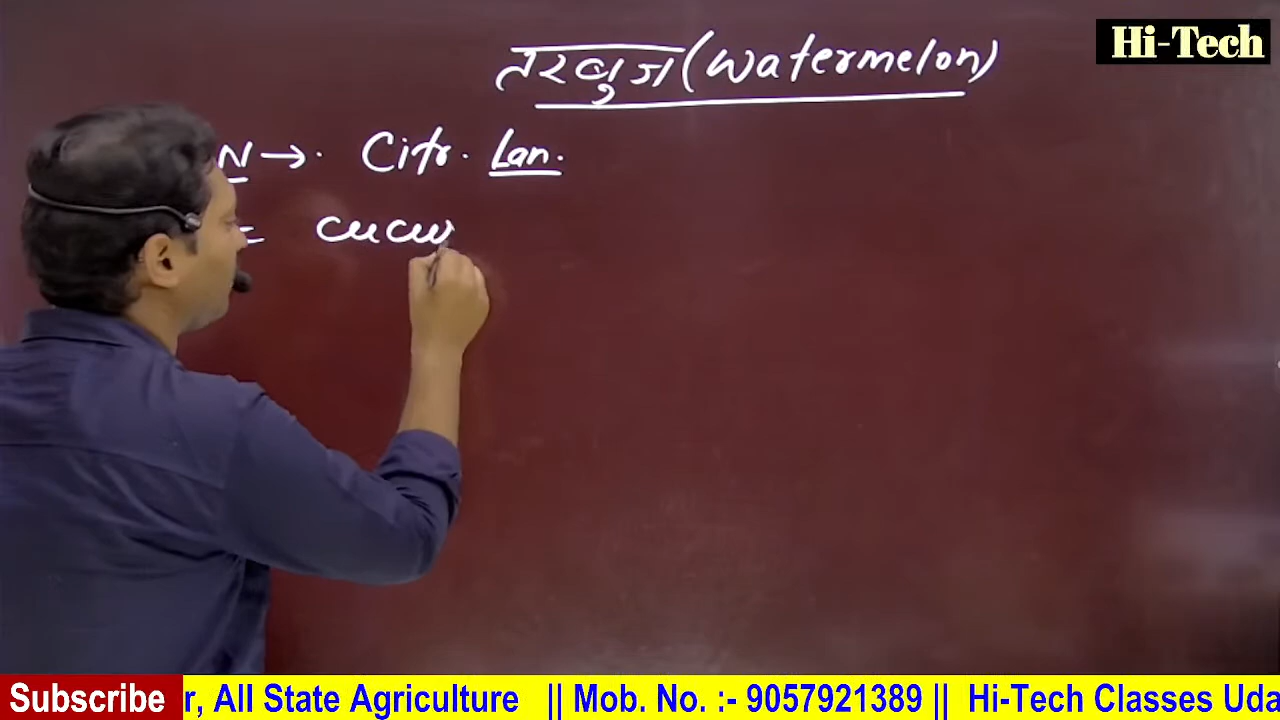 Hi-Tech
तरबुज (Watermelon)
N → . Citr. Lan.
= cucu
Subscribe r, All State Agriculture || Mob. No. :- 9057921389 || Hi-Tech Classes Uda